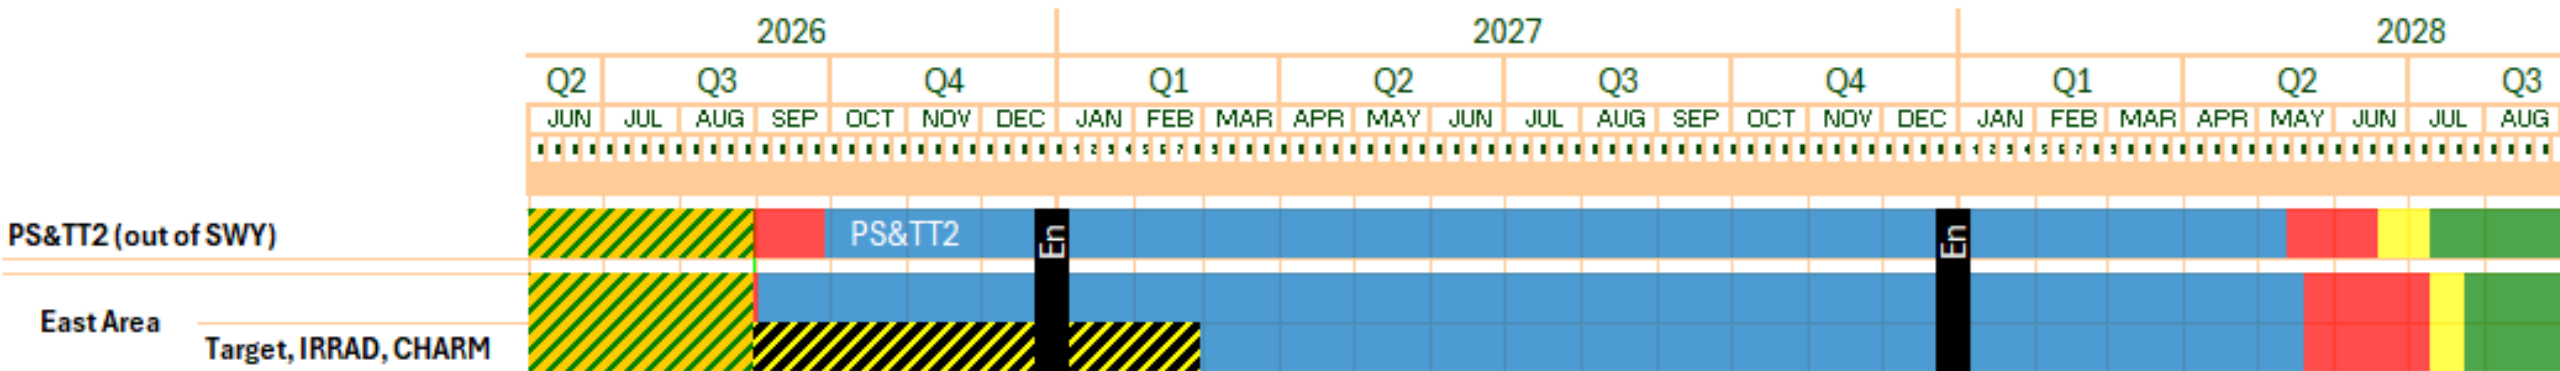 2026 2027 2028
Q2 Q3 Q4 Q1 Q2 Q3 Q4 Q1 Q2 Q3
JUN JUL AUG SEP OCT NOV DEC JAN FEB MAR APR MAY JUN JUL AUG SEP OCT NOV DEC JAN FEB MAR APR MAY JUN JUL AUG
PS&TT2 (out of SWY) PS&TT2 En En
East Area
Target, IRRAD, CHARM